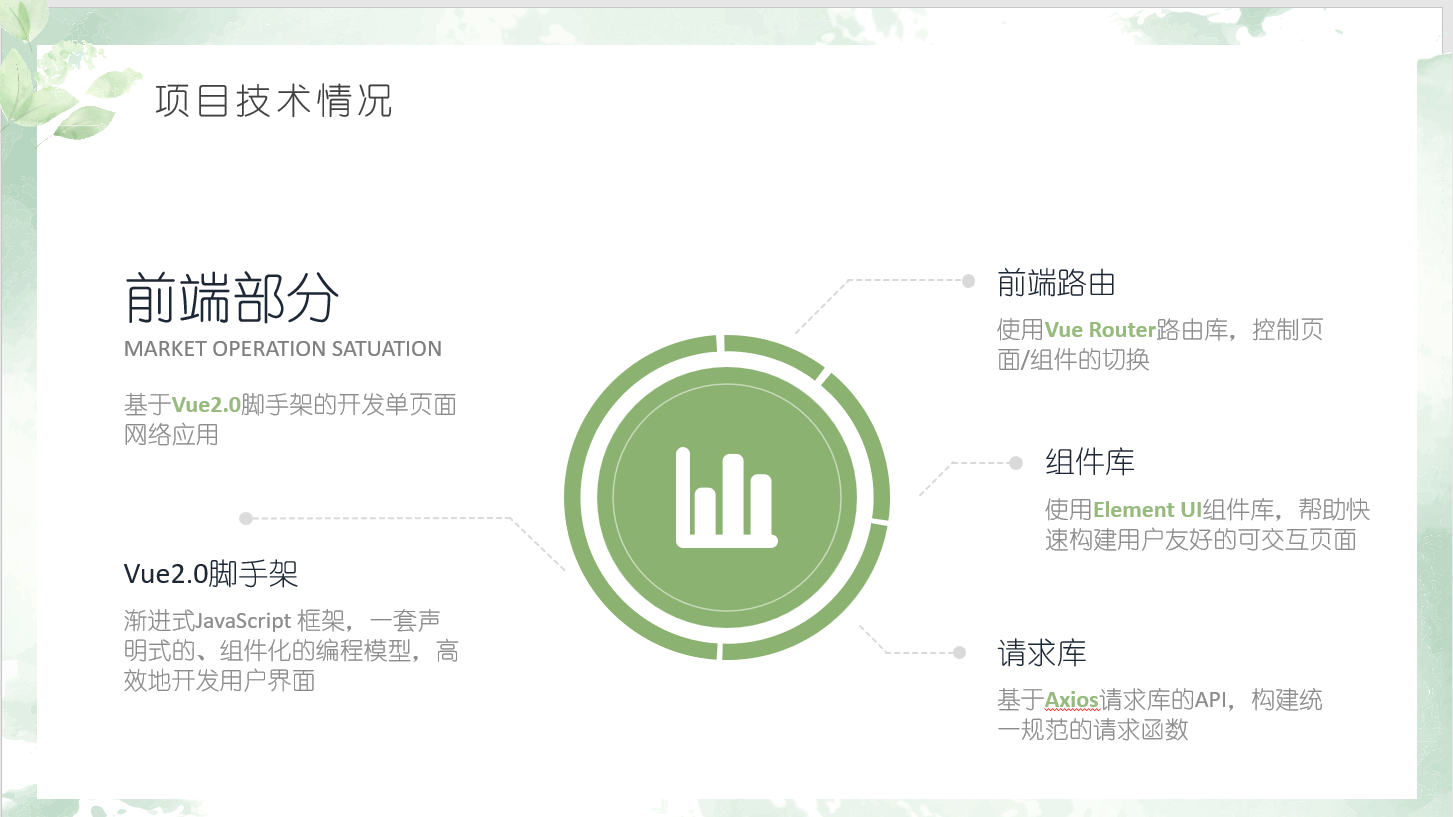 项目技术情况
前端部分
MARKET OPERATION SATUATION
基于Vue2.0脚手架的开发单页面
网络应用
Vue2.0脚手架
渐进式JavaScript 框架，一套声
明式的、组件化的编程模型，高
效地开发用户界面
前端路由
使用Vue Router路由库，控制页
面/组件的切换
组件库
使用Element UI组件库，帮助快
速构建用户友好的可交互页面
请求库
基于Axios请求库的API，构建统
一规范的请求函数